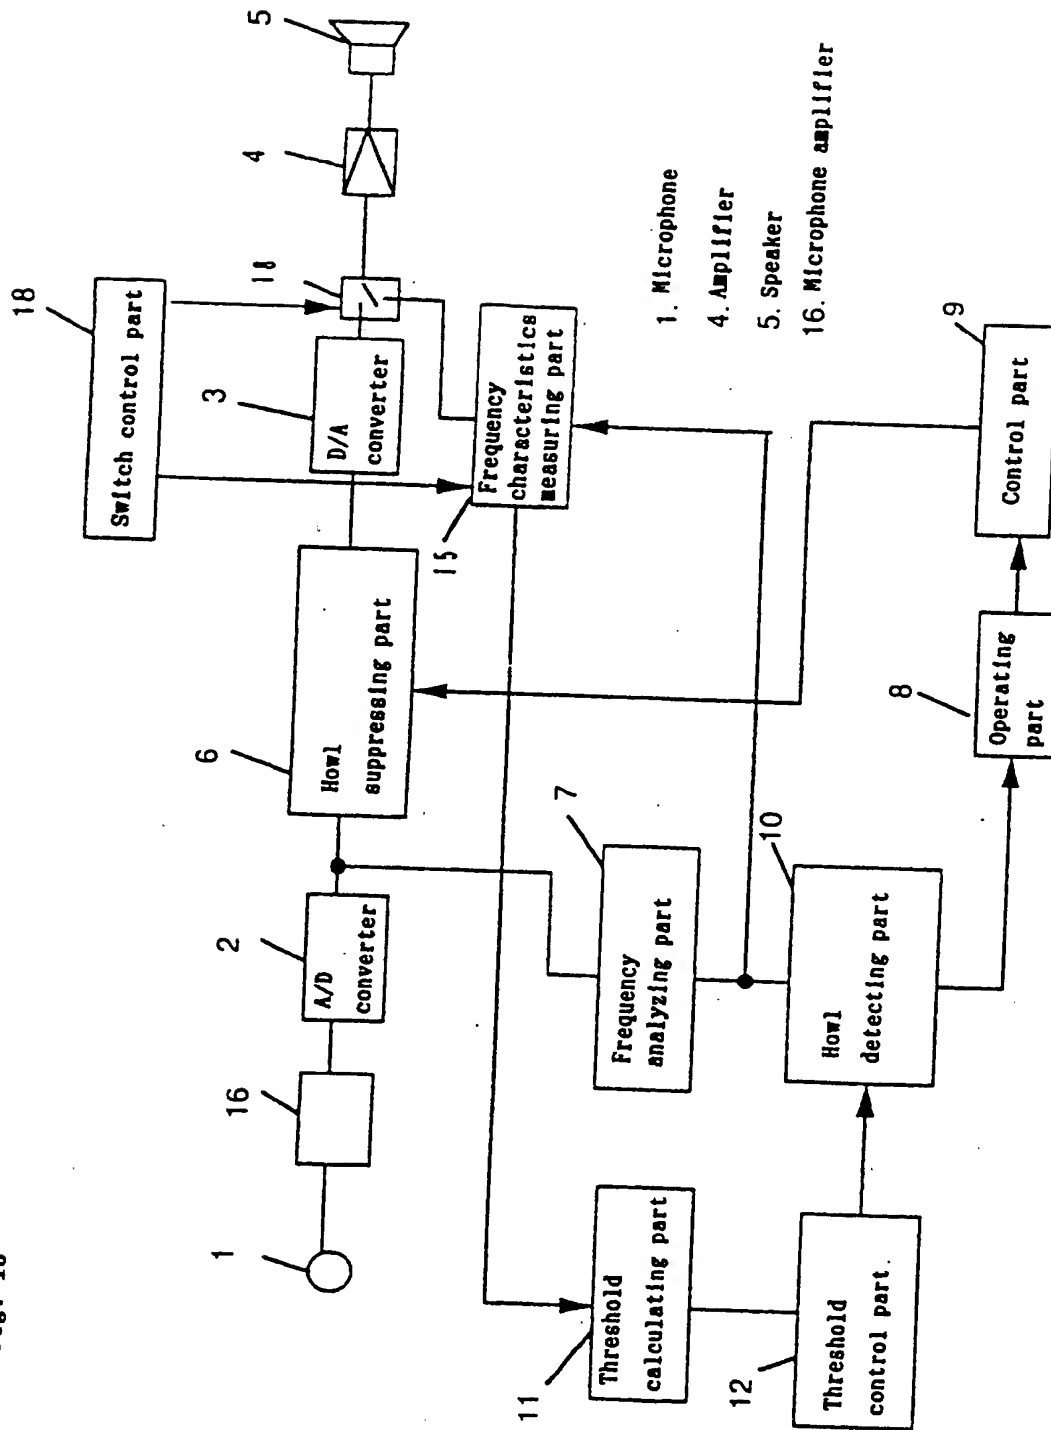 18
Switch control part
5
4
18
3
D/A
converter
6
Howl
suppressing part
2
A/D
converter
16
1
15
Frequency
characteristics
measuring part
7
Frequency
analyzing part
11
Threshold
calculating part
10
Howl
detecting part
12
Threshold
control part.
8
Operating
part
9
Control part
1. Microphone
4. Amplifier
5. Speaker
16. Microphone amplifier